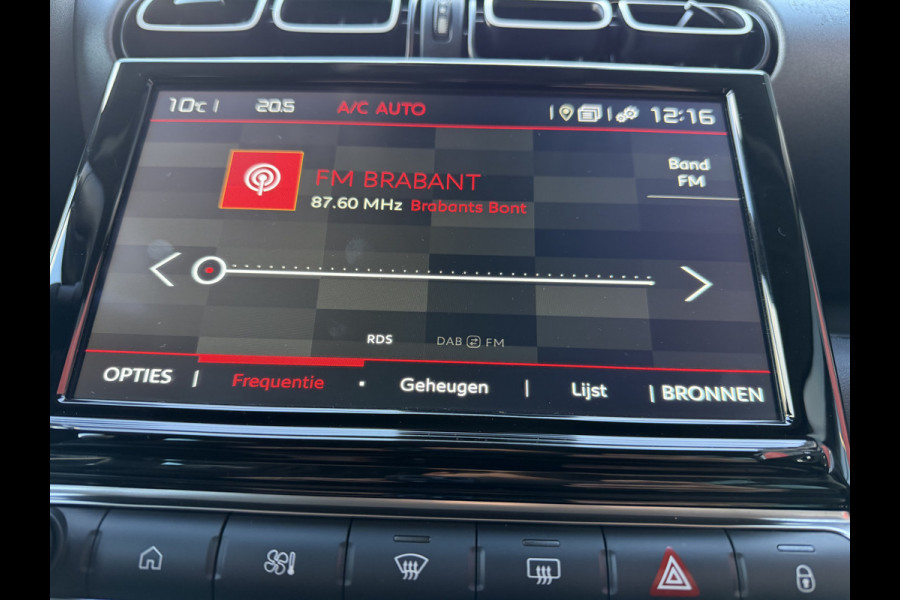 10°C 20.5 A/C AUTO 12:16
Band
FM
FM BRABANT
87.60 MHz Brabants Bont
RDS DAB FM
OPTIES Frequentie Geheugen Lijst BRONNEN